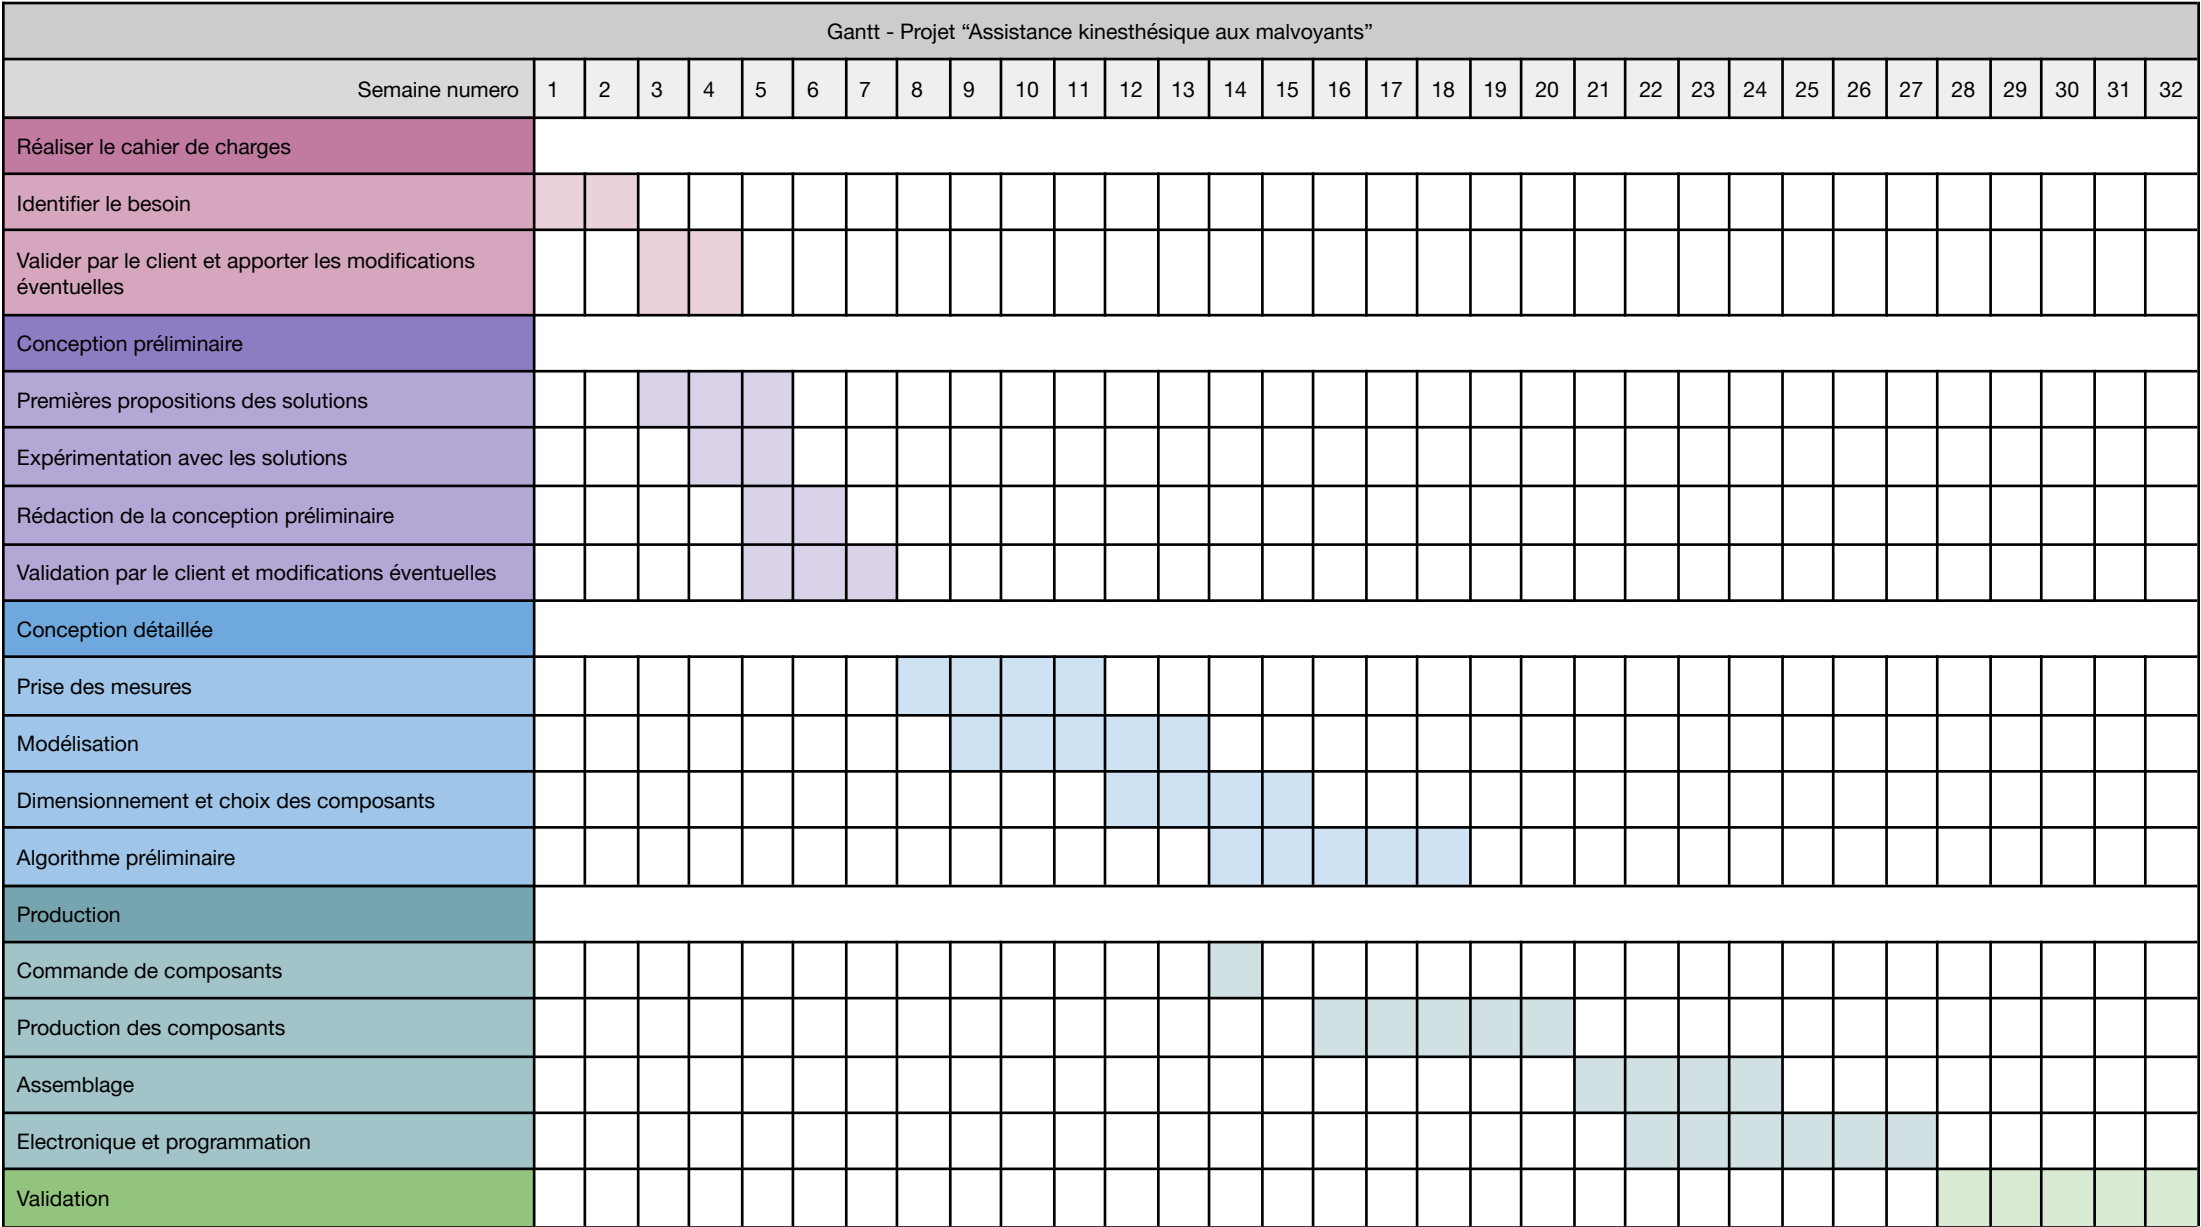 Gantt - Projet “Assistance kinesthésique aux malvoyants”
Semaine numero 1 2 3 4 5 6 7 8 9 10 11 12 13 14 15 16 17 18 19 20 21 22 23 24 25 26 27 28 29 30 31 32
Réaliser le cahier de charges
Identifier le besoin
Valider par le client et apporter les modifications
éventuelles
Conception préliminaire
Premières propositions des solutions
Expérimentation avec les solutions
Rédaction de la conception préliminaire
Validation par le client et modifications éventuelles
Conception détaillée
Prise des mesures
Modélisation
Dimensionnement et choix des composants
Algorithme préliminaire
Production
Commande de composants
Production des composants
Assemblage
Electronique et programmation
Validation